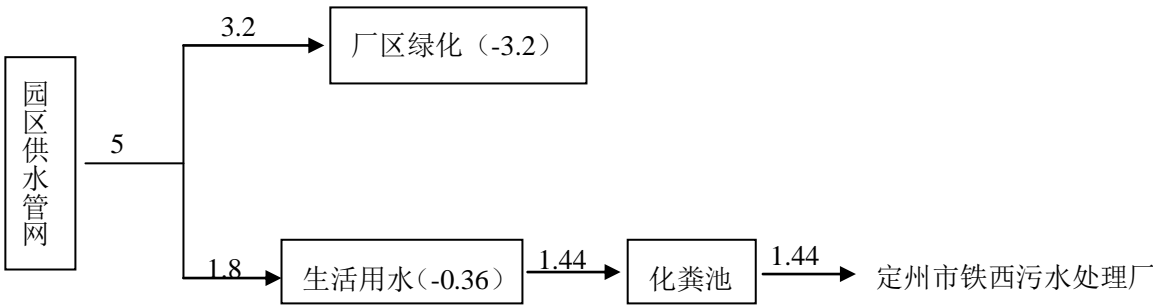 3.2
厂区绿化（-3.2）
园区供水管网
5
1.8
生活用水（-0.36）
1.44
化粪池
1.44
定州市铁西污水处理厂